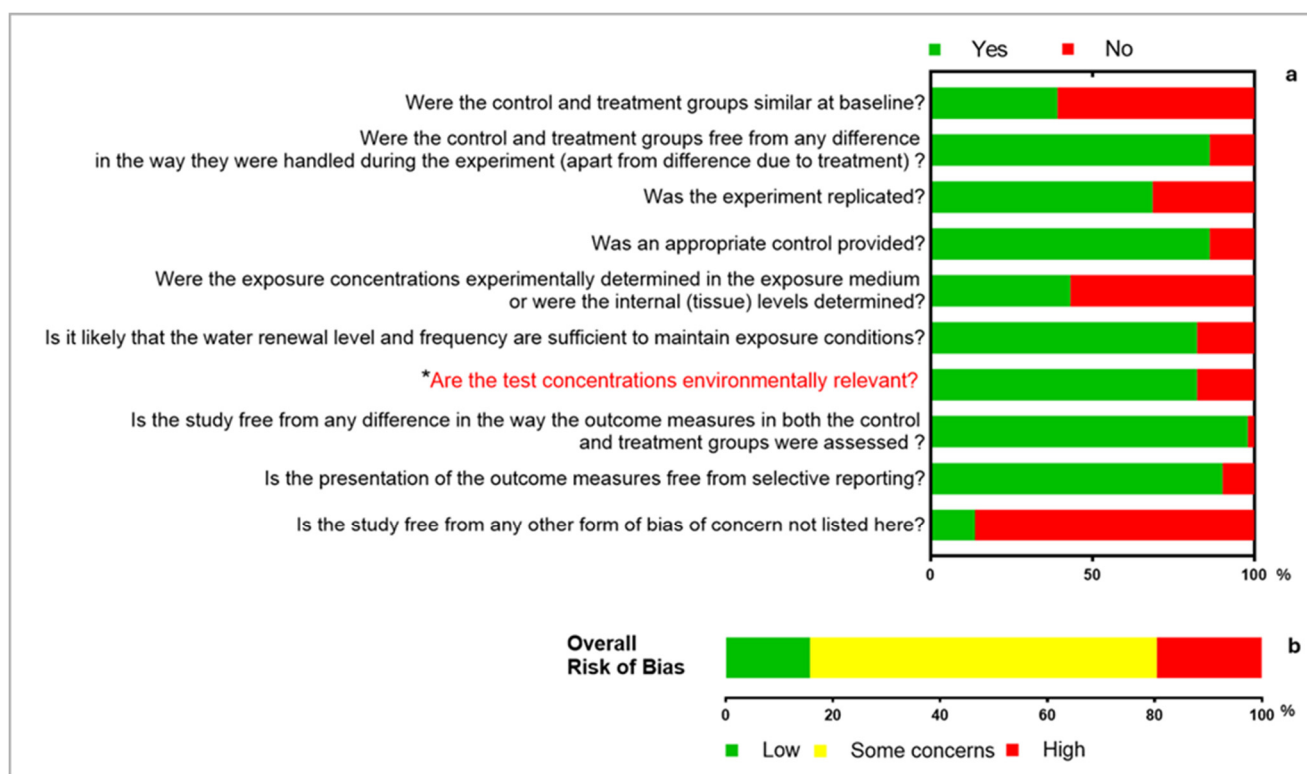 Yes No
a
Were the control and treatment groups similar at baseline?
Were the control and treatment groups free from any difference
in the way they were handled during the experiment (apart from difference due to treatment) ?
Was the experiment replicated?
Was an appropriate control provided?
Were the exposure concentrations experimentally determined in the exposure medium
or were the internal (tissue) levels determined?
Is it likely that the water renewal level and frequency are sufficient to maintain exposure conditions?
*Are the test concentrations environmentally relevant?
Is the study free from any difference in the way the outcome measures in both the control
and treatment groups were assessed ?
Is the presentation of the outcome measures free from selective reporting?
Is the study free from any other form of bias of concern not listed here?
0 50 100 %
Overall
Risk of Bias
b
0 20 40 60 80 100 %
Low Some concerns High